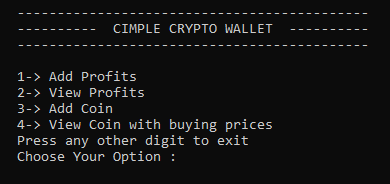 --------------------------------------------
----------  CIMPLE CRYPTO WALLET  ----------
--------------------------------------------
1-> Add Profits
2-> View Profits
3-> Add Coin
4-> View Coin with buying prices
Press any other digit to exit
Choose Your Option :